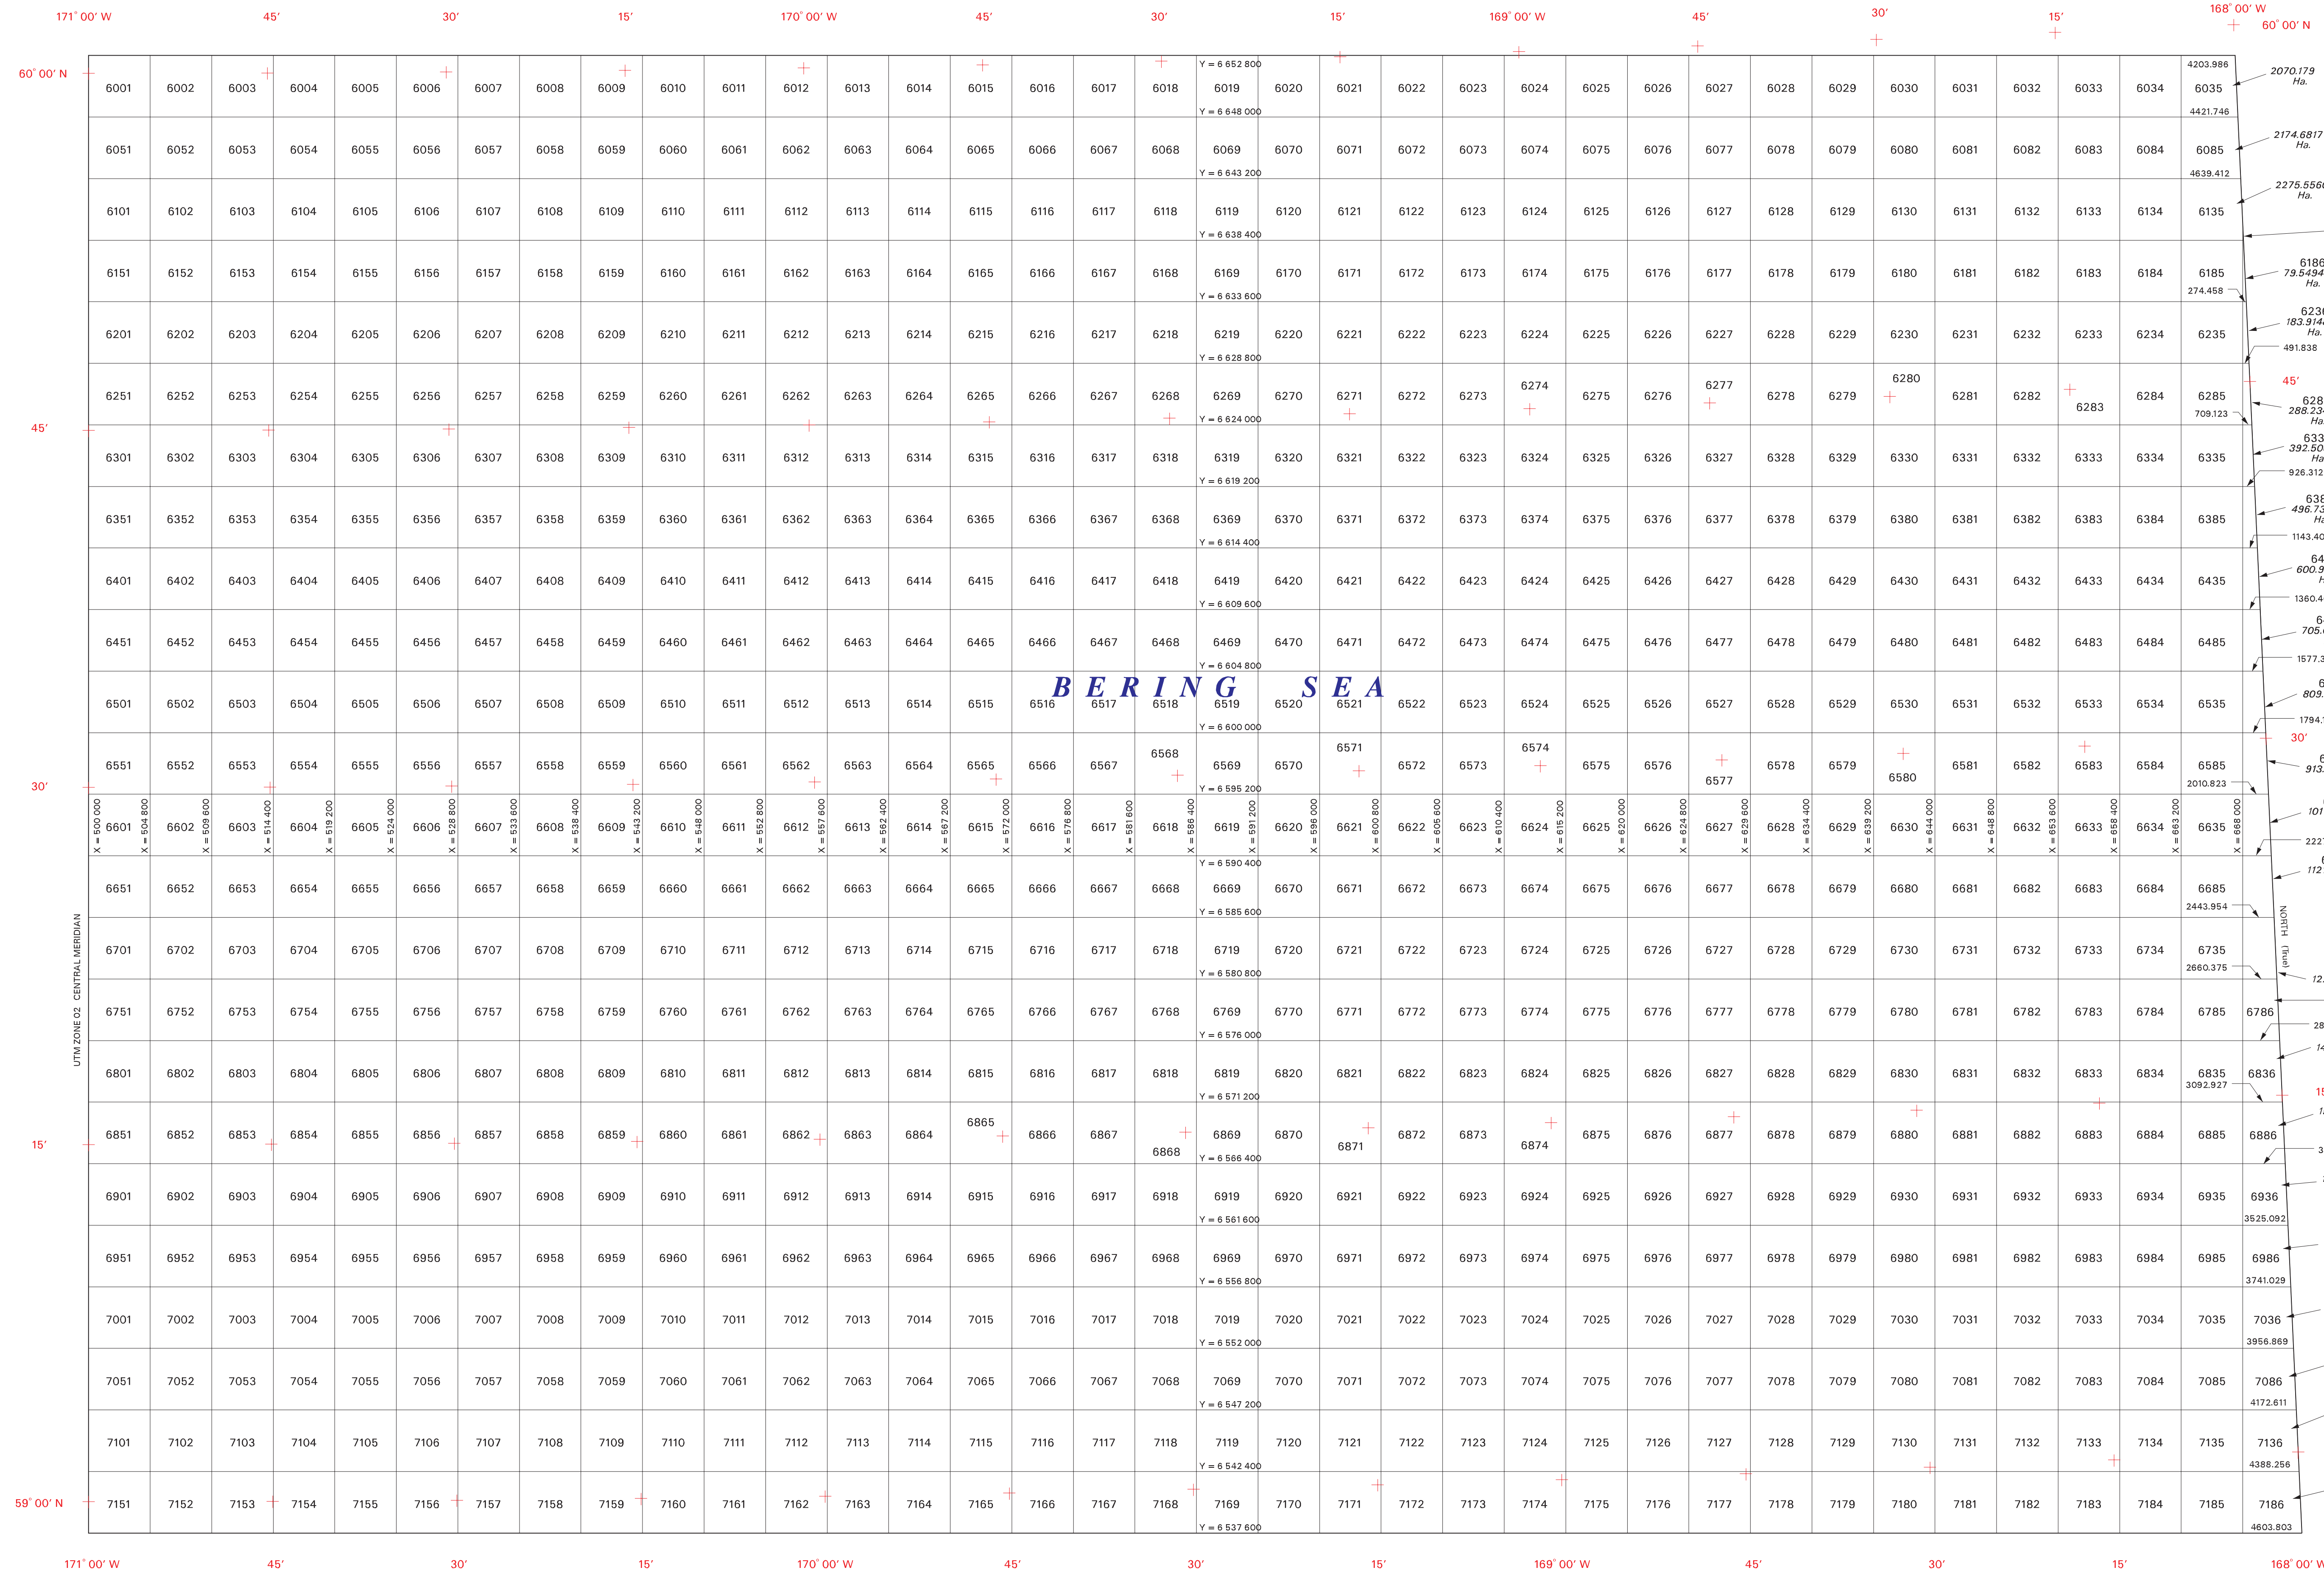 171° 00' W 45' 30' 15' 170° 00' W 45' 30' 15' 169° 00' W 45' 30' 15' 168° 00' W
60° 00' N
60° 00' N
Y = 6 652 800 4203.986
6001 6002 6003 6004 6005 6006 6007 6008 6009 6010 6011 6012 6013 6014 6015 6016 6017 6018 6019 6020 6021 6022 6023 6024 6025 6026 6027 6028 6029 6030 6031 6032 6033 6034 6035 2070.179
Ha.
Y = 6 648 000 4421.746
6051 6052 6053 6054 6055 6056 6057 6058 6059 6060 6061 6062 6063 6064 6065 6066 6067 6068 6069 6070 6071 6072 6073 6074 6075 6076 6077 6078 6079 6080 6081 6082 6083 6084 6085 2174.6817
Ha.
Y = 6 643 200 4639.412
6101 6102 6103 6104 6105 6106 6107 6108 6109 6110 6111 6112 6113 6114 6115 6116 6117 6118 6119 6120 6121 6122 6123 6124 6125 6126 6127 6128 6129 6130 6131 6132 6133 6134 6135
Ha.
Y = 6 638 400
6151 6152 6153 6154 6155 6156 6157 6158 6159 6160 6161 6162 6163 6164 6165 6166 6167 6168 6169 6170 6171 6172 6173 6174 6175 6176 6177 6178 6179 6180 6181 6182 6183 6184 6185 6186
79.5494
Ha.
Y = 6 633 600 274.458
6201 6202 6203 6204 6205 6206 6207 6208 6209 6210 6211 6212 6213 6214 6215 6216 6217 6218 6219 6220 6221 6222 6223 6224 6225 6226 6227 6228 6229 6230 6231 6232 6233 6234 6235
Ha.
Y = 6 628 800 491.838
6251 6252 6253 6254 6255 6256 6257 6258 6259 6260 6261 6262 6263 6264 6265 6266 6267 6268 6269 6270 6271 6272 6273 6274 6275 6276 6277 6278 6279 6280 6281 6282 6283 6284 6285
45'
Y = 6 624 000 709.123
45'
6301 6302 6303 6304 6305 6306 6307 6308 6309 6310 6311 6312 6313 6314 6315 6316 6317 6318 6319 6320 6321 6322 6323 6324 6325 6326 6327 6328 6329 6330 6331 6332 6333 6334 6335
Y = 6 619 200 926.312
6351 6352 6353 6354 6355 6356 6357 6358 6359 6360 6361 6362 6363 6364 6365 6366 6367 6368 6369 6370 6371 6372 6373 6374 6375 6376 6377 6378 6379 6380 6381 6382 6383 6384 6385
Y = 6 614 400
6401 6402 6403 6404 6405 6406 6407 6408 6409 6410 6411 6412 6413 6414 6415 6416 6417 6418 6419 6420 6421 6422 6423 6424 6425 6426 6427 6428 6429 6430 6431 6432 6433 6434 6435
Y = 6 609 600
6451 6452 6453 6454 6455 6456 6457 6458 6459 6460 6461 6462 6463 6464 6465 6466 6467 6468 6469 6470 6471 6472 6473 6474 6475 6476 6477 6478 6479 6480 6481 6482 6483 6484 6485
Y = 6 604 800
BERING SEA
6501 6502 6503 6504 6505 6506 6507 6508 6509 6510 6511 6512 6513 6514 6515 6516 6517 6518 6519 6520 6521 6522 6523 6524 6525 6526 6527 6528 6529 6530 6531 6532 6533 6534 6535
Y = 6 600 000
30'
6551 6552 6553 6554 6555 6556 6557 6558 6559 6560 6561 6562 6563 6564 6565 6566 6567 6568 6569 6570 6571 6572 6573 6574 6575 6576 6577 6578 6579 6580 6581 6582 6583 6584 6585
30'
Y = 6 595 200 2010.823
X = 500 000 X = 504 800 X = 509 600 X = 514 400 X = 519 200 X = 524 000 X = 528 800 X = 533 600 X = 538 400 X = 543 200 X = 548 000 X = 552 800 X = 557 600 X = 562 400 X = 567 200 X = 572 000 X = 576 800 X = 581 600 X = 586 400 X = 591 200 X = 596 000 X = 600 800 X = 605 600 X = 610 400 X = 615 200 X = 620 000 X = 624 800 X = 629 600 X = 634 400 X = 639 200 X = 644 000 X = 648 800 X = 653 600 X = 658 400 X = 663 200 X = 668 000
6601 6602 6603 6604 6605 6606 6607 6608 6609 6610 6611 6612 6613 6614 6615 6616 6617 6618 6619 6620 6621 6622 6623 6624 6625 6626 6627 6628 6629 6630 6631 6632 6633 6634 6635
Y = 6 590 400
6651 6652 6653 6654 6655 6656 6657 6658 6659 6660 6661 6662 6663 6664 6665 6666 6667 6668 6669 6670 6671 6672 6673 6674 6675 6676 6677 6678 6679 6680 6681 6682 6683 6684 6685
Y = 6 585 600 2443.954
UTM ZONE 02 CENTRAL MERIDIAN
NORTH (True)
6701 6702 6703 6704 6705 6706 6707 6708 6709 6710 6711 6712 6713 6714 6715 6716 6717 6718 6719 6720 6721 6722 6723 6724 6725 6726 6727 6728 6729 6730 6731 6732 6733 6734 6735
Y = 6 580 800 2660.375
6751 6752 6753 6754 6755 6756 6757 6758 6759 6760 6761 6762 6763 6764 6765 6766 6767 6768 6769 6770 6771 6772 6773 6774 6775 6776 6777 6778 6779 6780 6781 6782 6783 6784 6785 6786
Y = 6 576 000
6801 6802 6803 6804 6805 6806 6807 6808 6809 6810 6811 6812 6813 6814 6815 6816 6817 6818 6819 6820 6821 6822 6823 6824 6825 6826 6827 6828 6829 6830 6831 6832 6833 6834 6835 6836
Y = 6 571 200 3092.927
6851 6852 6853 6854 6855 6856 6857 6858 6859 6860 6861 6862 6863 6864 6865 6866 6867 6868 6869 6870 6871 6872 6873 6874 6875 6876 6877 6878 6879 6880 6881 6882 6883 6884 6885 6886
15'
Y = 6 566 400
6901 6902 6903 6904 6905 6906 6907 6908 6909 6910 6911 6912 6913 6914 6915 6916 6917 6918 6919 6920 6921 6922 6923 6924 6925 6926 6927 6928 6929 6930 6931 6932 6933 6934 6935 6936
Y = 6 561 600 3525.092
6951 6952 6953 6954 6955 6956 6957 6958 6959 6960 6961 6962 6963 6964 6965 6966 6967 6968 6969 6970 6971 6972 6973 6974 6975 6976 6977 6978 6979 6980 6981 6982 6983 6984 6985 6986
Y = 6 556 800 3741.029
7001 7002 7003 7004 7005 7006 7007 7008 7009 7010 7011 7012 7013 7014 7015 7016 7017 7018 7019 7020 7021 7022 7023 7024 7025 7026 7027 7028 7029 7030 7031 7032 7033 7034 7035 7036
Y = 6 552 000 3956.869
7051 7052 7053 7054 7055 7056 7057 7058 7059 7060 7061 7062 7063 7064 7065 7066 7067 7068 7069 7070 7071 7072 7073 7074 7075 7076 7077 7078 7079 7080 7081 7082 7083 7084 7085 7086
Y = 6 547 200 4172.611
7101 7102 7103 7104 7105 7106 7107 7108 7109 7110 7111 7112 7113 7114 7115 7116 7117 7118 7119 7120 7121 7122 7123 7124 7125 7126 7127 7128 7129 7130 7131 7132 7133 7134 7135 7136
Y = 6 542 400 4388.256
59° 00' N
7151 7152 7153 7154 7155 7156 7157 7158 7159 7160 7161 7162 7163 7164 7165 7166 7167 7168 7169 7170 7171 7172 7173 7174 7175 7176 7177 7178 7179 7180 7181 7182 7183 7184 7185 7186
Y = 6 537 600 4603.803
171° 00' W 45' 30' 15' 170° 00' W 45' 30' 15' 169° 00' W 45' 30' 15' 168° 00' W